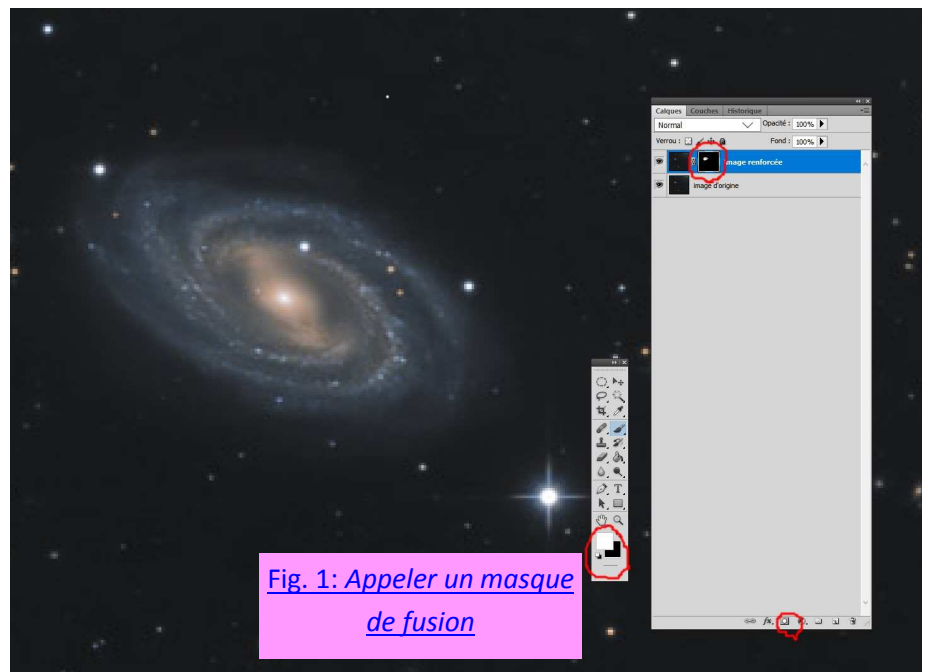 Calques Couches Historique
Normal Opacité : 100%
Verrou : Fond : 100%
image renforcée
image d'origine
T
fx
Fig. 1: Appeler un masque
de fusion